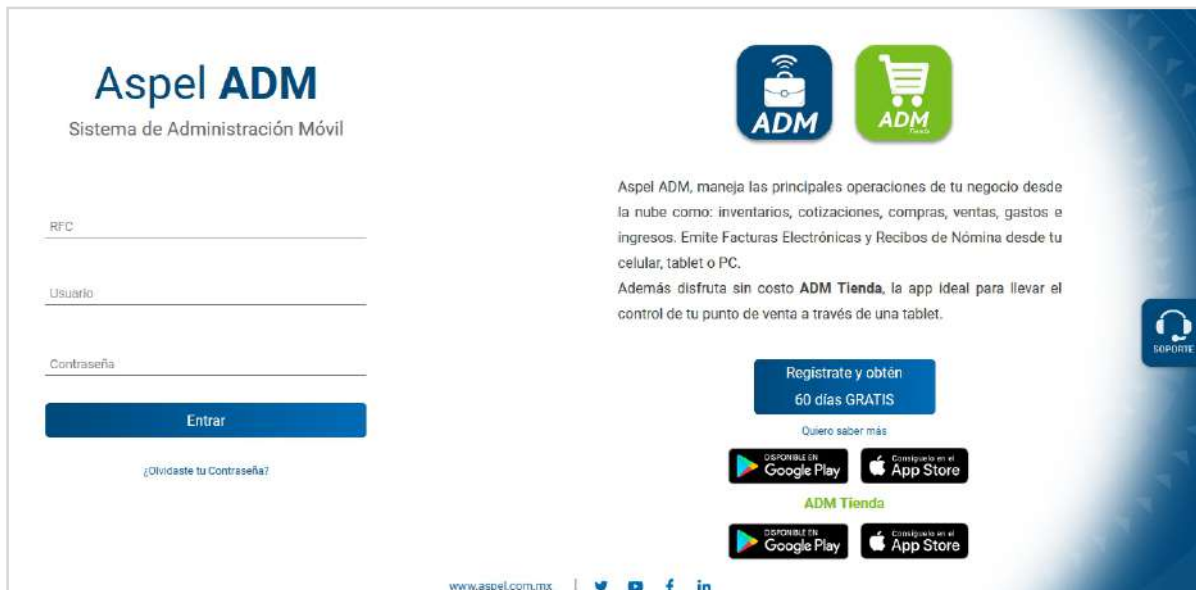 Aspel ADM
Sistema de Administración Móvil
RFC
Usuario
Contraseña
Entrar
¿Olvidaste tu Contraseña?
ADM
ADM
Tienda
Aspel ADM, maneja las principales operaciones de tu negocio desde
la nube como: inventarios, cotizaciones, compras, ventas, gastos e
ingresos. Emite Facturas Electrónicas y Recibos de Nómina desde tu
celular, tablet o PC.
Además disfruta sin costo ADM Tienda, la app ideal para llevar el
control de tu punto de venta a través de una tablet.
Regístrate y obtén
60 días GRATIS
Quiero saber más
DISPONIBLE EN
Google Play
Consíguelo en el
App Store
ADM Tienda
DISPONIBLE EN
Google Play
Consíguelo en el
App Store
SOPORTE
www.aspel.com.mx